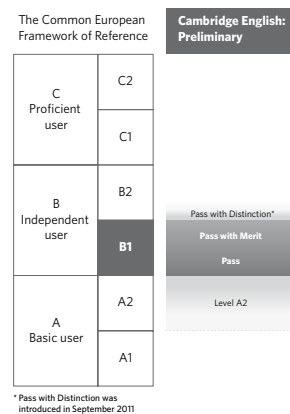 The Common European
Framework of Reference
Cambridge English:
Preliminary
C
Proficient
user
C2
C1
B
Independent
user
B2
B1
Pass with Distinction*
Pass with Merit
Pass
A
Basic user
A2
A1
Level A2
* Pass with Distinction was
introduced in September 2011